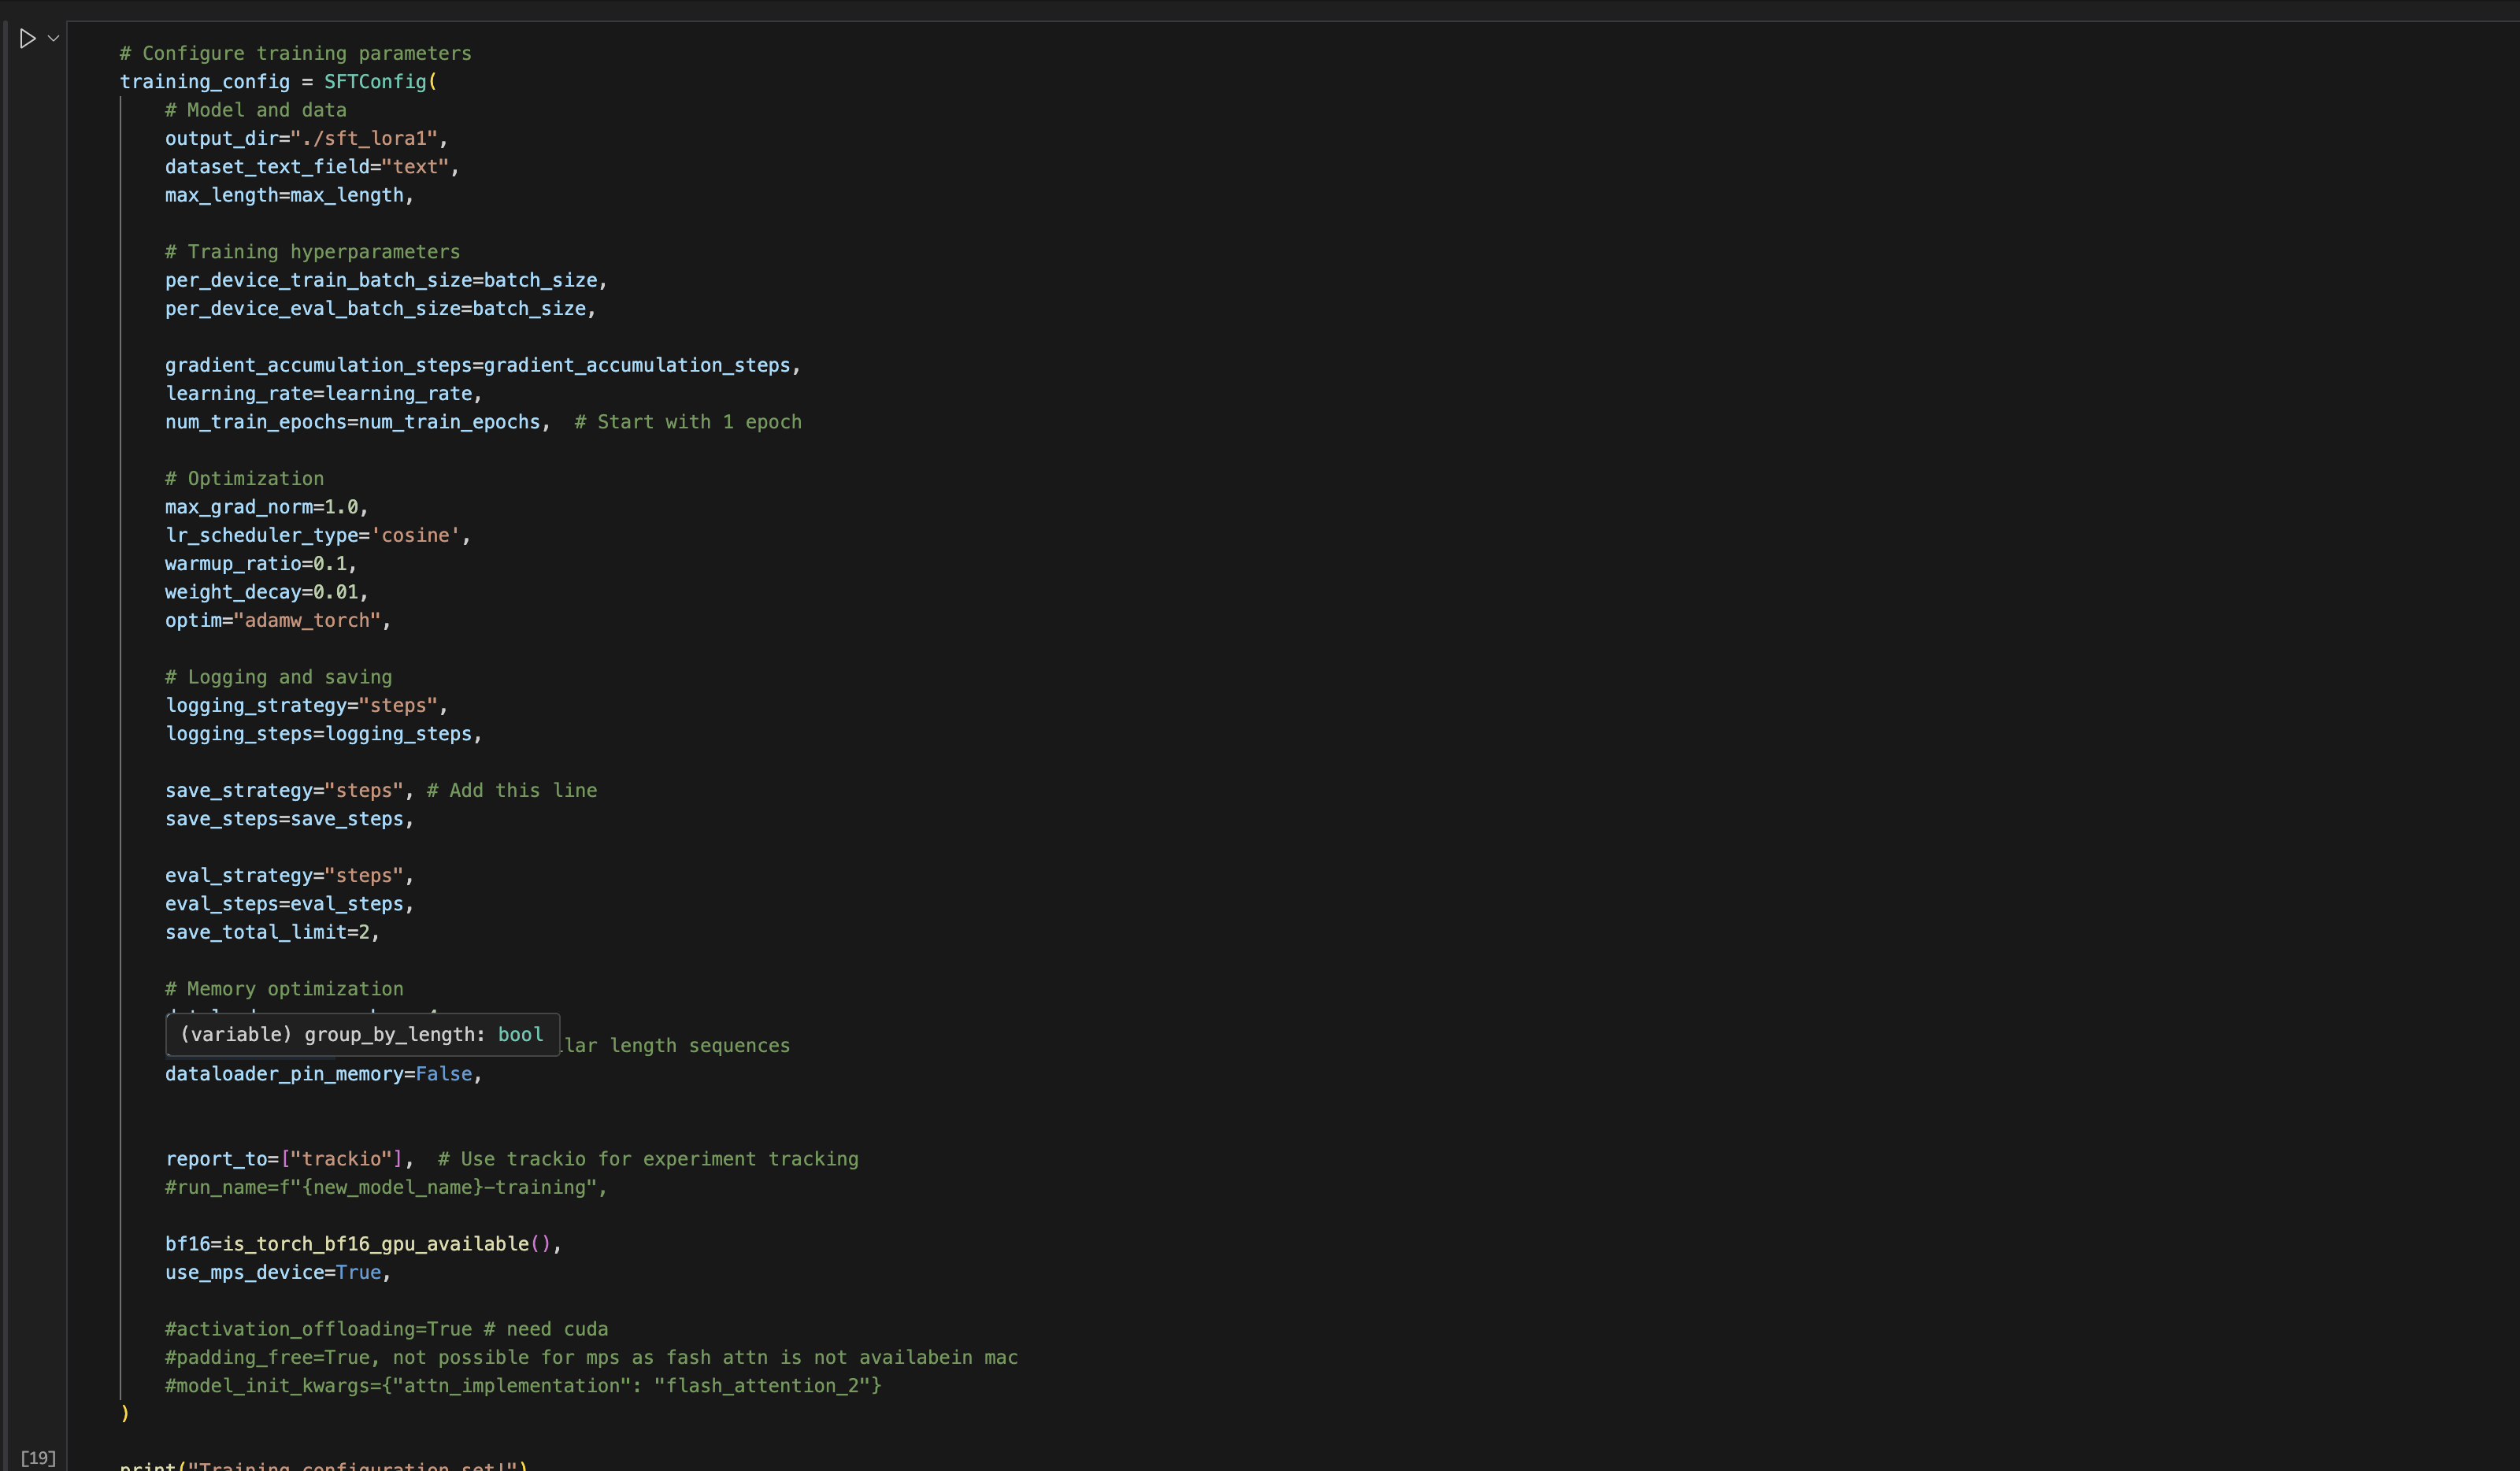 # Configure training parameters
training_config = SFTConfig(
# Model and data
output_dir="./sft_lora1",
dataset_text_field="text",
max_length=max_length,
# Training hyperparameters
per_device_train_batch_size=batch_size,
per_device_eval_batch_size=batch_size,
gradient_accumulation_steps=gradient_accumulation_steps,
learning_rate=learning_rate,
num_train_epochs=num_train_epochs,  # Start with 1 epoch
# Optimization
max_grad_norm=1.0,
lr_scheduler_type='cosine',
warmup_ratio=0.1,
weight_decay=0.01,
optim="adamw_torch",
# Logging and saving
logging_strategy="steps",
logging_steps=logging_steps,
save_strategy="steps", # Add this line
save_steps=save_steps,
eval_strategy="steps",
eval_steps=eval_steps,
save_total_limit=2,
# Memory optimization
(variable) group_by_length: bool
length sequences
dataloader_pin_memory=False,
report_to=["trackio"],  # Use trackio for experiment tracking
#run_name=f"{new_model_name}-training",
bf16=is_torch_bf16_gpu_available(),
use_mps_device=True,
#activation_offloading=True # need cuda
#padding_free=True, not possible for mps as fash attn is not availabein mac
#model_init_kwargs={"attn_implementation": "flash_attention_2"}
)
[19]
print("Training configuration set!")